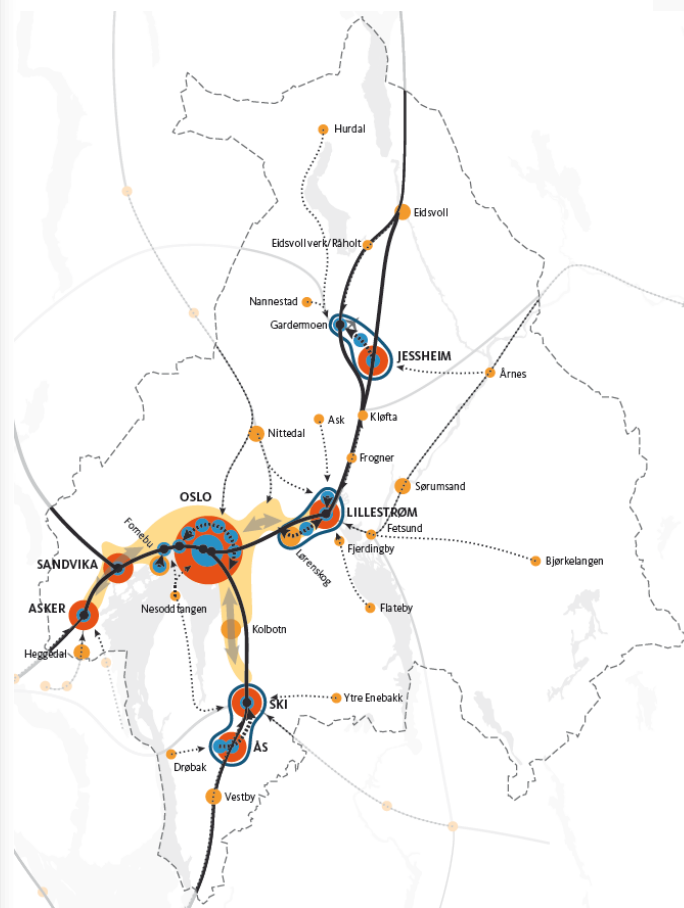 Hurdal
Eidsvoll
Eidsvoll verk/Råholt
Nannestad
Gardermoen
JESSHEIM
Årnes
Kløfta
Ask
Nittedal
Frogner
Sørumsand
OSLO
LILLESTRØM
Fornebu
Fetsund
Lørenskog
Fjerdingby
Bjørkelangen
SANDVIKA
ASKER
Nesoddtangen
Flateby
Kolbotn
Heggedal
SKI
Ytre Enebakk
ÅS
Drøbak
Vestby